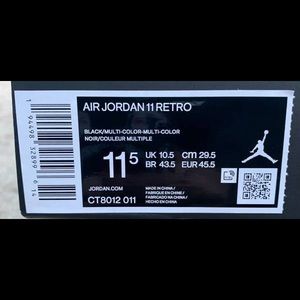 AIR JORDAN 11 RETRO
BLACK/MULTI-COLOR-MULTI-COLOR
NOIR/COULEUR MULTIPLE
11 5
UK 10.5 cm 29.5
BR 43.5 EUR 45.5
JORDAN.COM
CT8012 011
MADE IN CHINA /
FABRIQUE EN CHINE /
FABRICADO NA CHINA /
HECHO EN CHINA